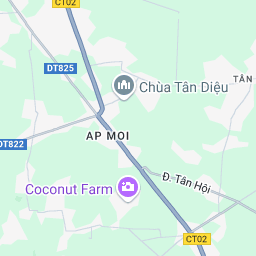 CT02
DT825
Chùa Tân Diệu
TÂN
AP MOI
DT822
Đ. Tân Hội
Coconut Farm
CT02